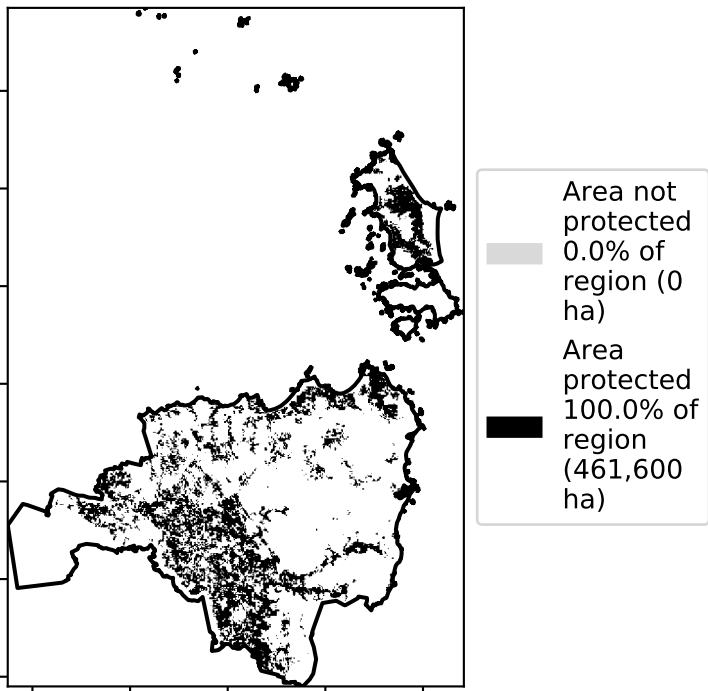 Area not
protected
0.0% of
region (0
ha)
Area
protected
100.0% of
region
(461,600
ha)